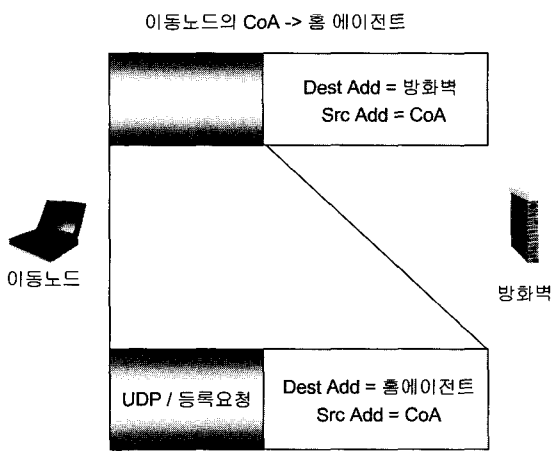 이동노드의 CoA -> 홈 에이전트
Dest Add = 방화벽
Src Add = CoA
이동노드
방화벽
UDP / 등록요청
Dest Add = 홈에이전트
Src Add = CoA